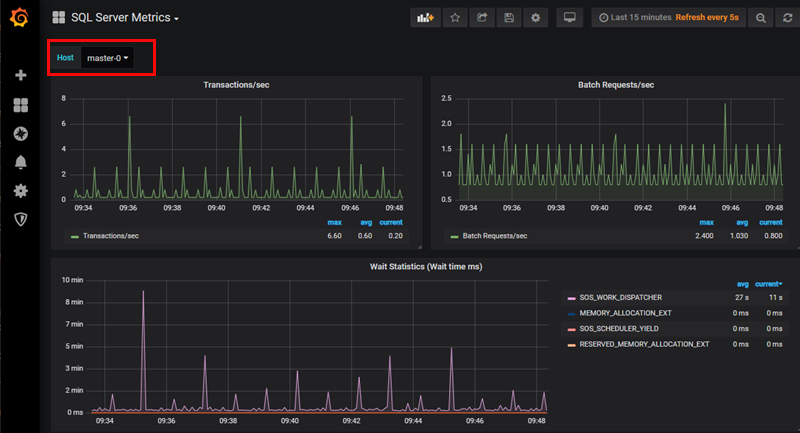 SQL Server Metrics
Last 15 minutes Refresh every 5s
Host master-0
Transactions/sec
8
6
4
2
0
09:34 09:36 09:38 09:40 09:42 09:44 09:46 09:48
max avg current
Transactions/sec 6.60 0.60 0.20
Batch Requests/sec
2.5
2.0
1.5
1.0
0.5
09:34 09:36 09:38 09:40 09:42 09:44 09:46 09:48
max avg current
Batch Requests/sec 2.400 1.030 0.800
Wait Statistics (Wait time ms)
10 min
8 min
7 min
5 min
3 min
2 min
0 ms
09:34 09:36 09:38 09:40 09:42 09:44 09:46 09:48
avg current
SOS_WORK_DISPATCHER 27 s 11 s
MEMORY_ALLOCATION_EXT 0 ms 0 ms
SOS_SCHEDULER_YIELD 0 ms 0 ms
RESERVED_MEMORY_ALLOCATION_EXT 0 ms 0 ms